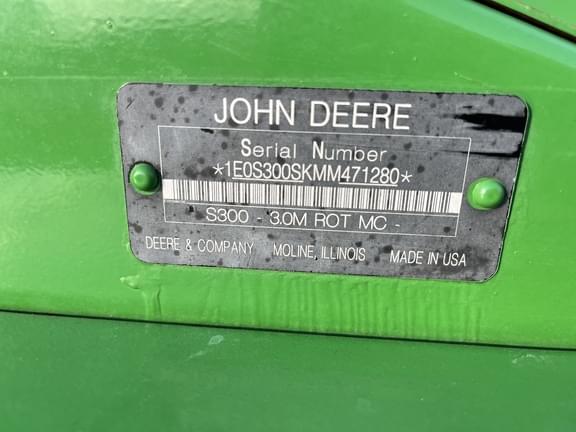 JOHN DEERE
Serial Number
*1E0S300SKMM471280*
S300 - 3.0M ROT MC -
DEERE & COMPANY MOLINE, ILLINOIS MADE IN USA